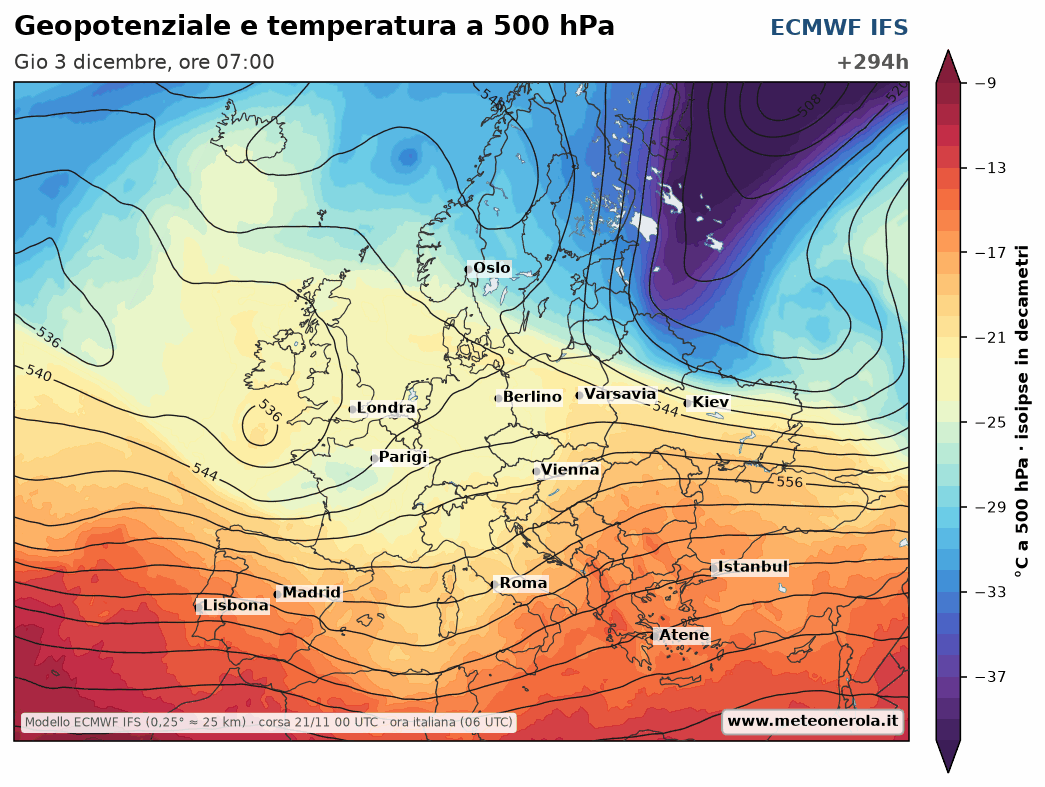 Geopotenziale e temperatura a 500 hPa
ECMWF IFS
Gio 3 dicembre, ore 07:00
+294h
548
508
520
−9
−13
−17
−21
−25
−29
−33
−37
°C a 500 hPa · isoipse in decametri
Oslo
536
540
536
544
Londra
Berlino
Varsavia
544
Kiev
Parigi
Vienna
556
Istanbul
Madrid
Roma
Lisbona
Atene
Modello ECMWF IFS (0,25° ≈ 25 km) · corsa 21/11 00 UTC · ora italiana (06 UTC)
www.meteonerola.it